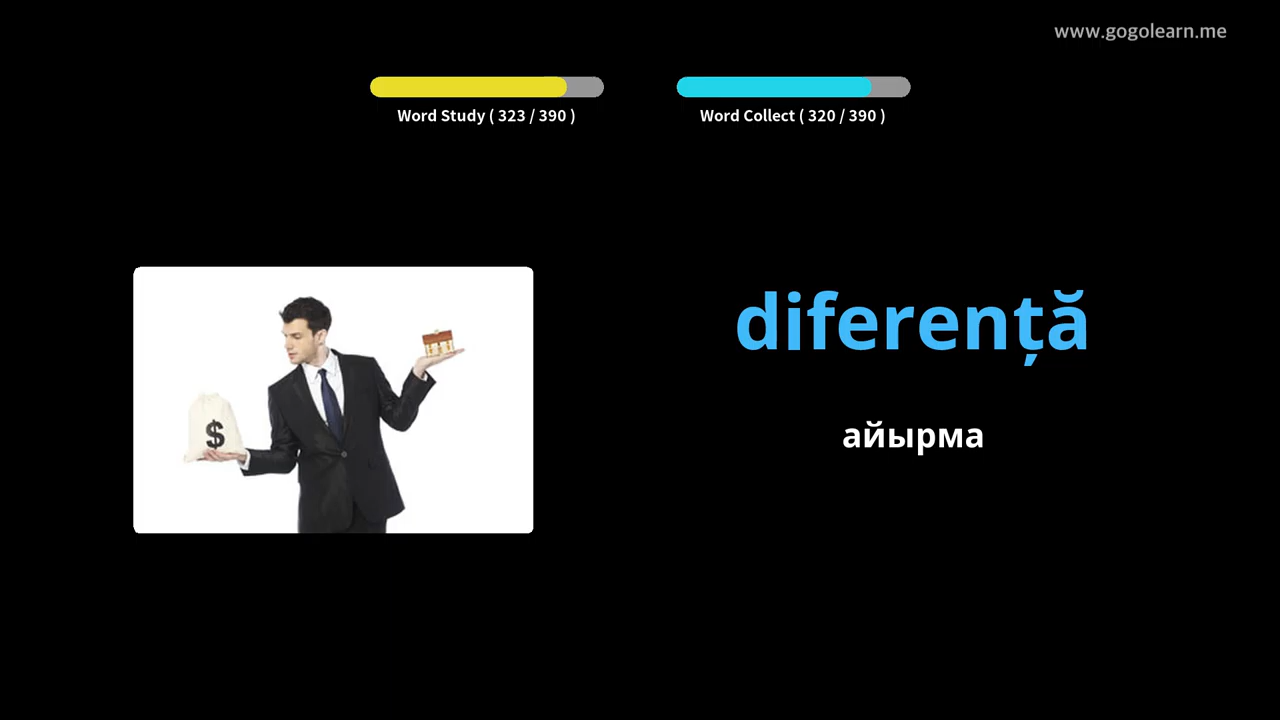 www.gogolearn.me
Word Study ( 323 / 390 )
Word Collect ( 320 / 390 )
diferență
айырма
$